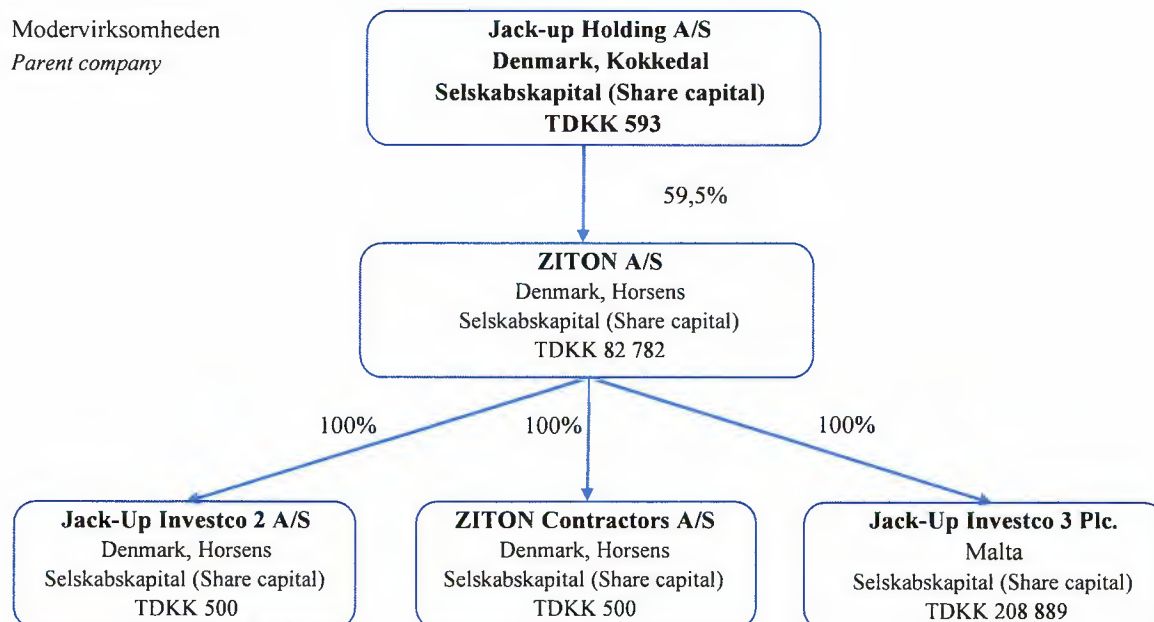 Modervirksomheden
Parent company
Jack-up Holding A/S
Denmark, Kokkedal
Selskabskapital (Share capital)
TDKK 593
59,5%
ZITON A/S
Denmark, Horsens
Selskabskapital (Share capital)
TDKK 82 782
100%
100%
100%
Jack-Up Investco 2 A/S
Denmark, Horsens
Selskabskapital (Share capital)
TDKK 500
ZITON Contractors A/S
Denmark, Horsens
Selskabskapital (Share capital)
TDKK 500
Jack-Up Investco 3 Plc.
Malta
Selskabskapital (Share capital)
TDKK 208 889